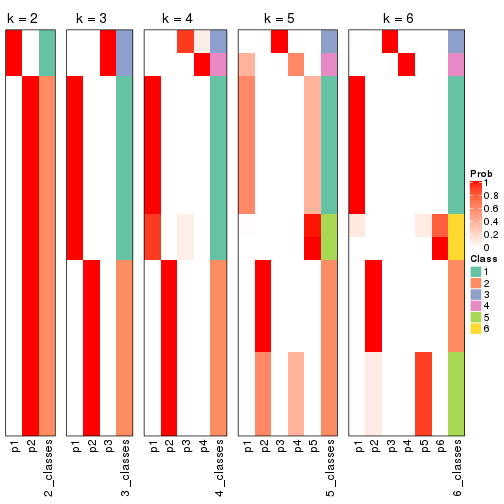 k = 2
k = 3
k = 4
k = 5
k = 6
Prob
1
0.8
0.6
0.4
0.2
0
Class
1
2
3
4
5
6
p1
p2
2_classes
p1
p2
p3
3_classes
p1
p2
p3
p4
4_classes
p1
p2
p3
p4
p5
5_classes
p1
p2
p3
p4
p5
p6
6_classes